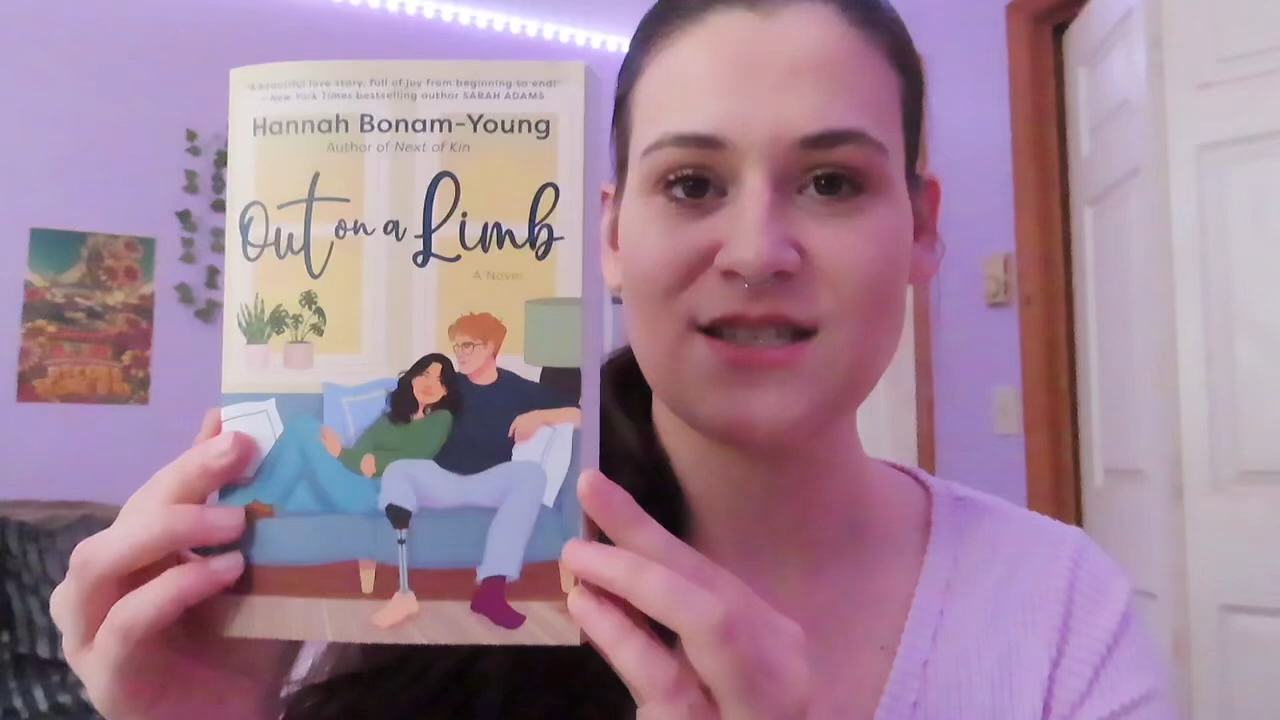 "A beautiful love story, full of joy from beginning to end!"
—New York Times bestselling author SARAH ADAMS
Hannah Bonam-Young
Author of Next of Kin
Out on a Limb
A Novel